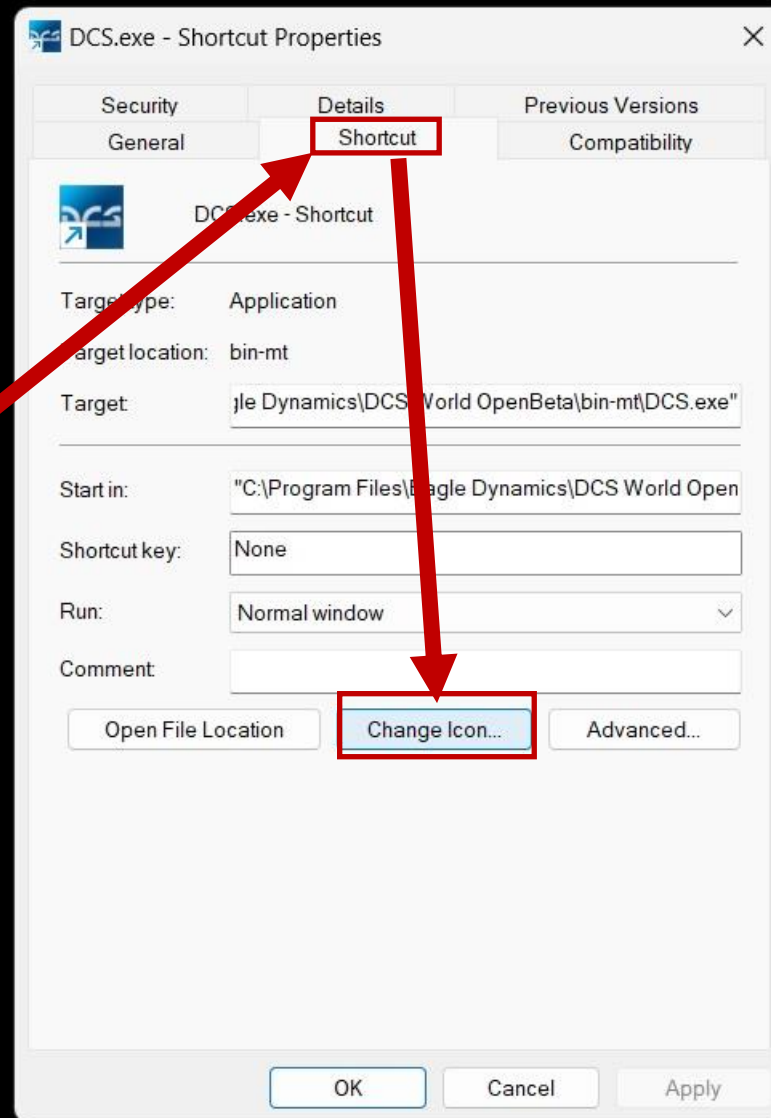 DCS.exe - Shortcut Properties
Security Details Previous Versions
General Shortcut Compatibility
DCS.exe - Shortcut
Target type: Application
Target location: bin-mt
Target: gle Dynamics\DCS World OpenBeta\bin-mt\DCS.exe"
Start in: "C:\Program Files\Eagle Dynamics\DCS World Open
Shortcut key: None
Run: Normal window
Comment:
Open File Location Change Icon... Advanced...
OK Cancel Apply